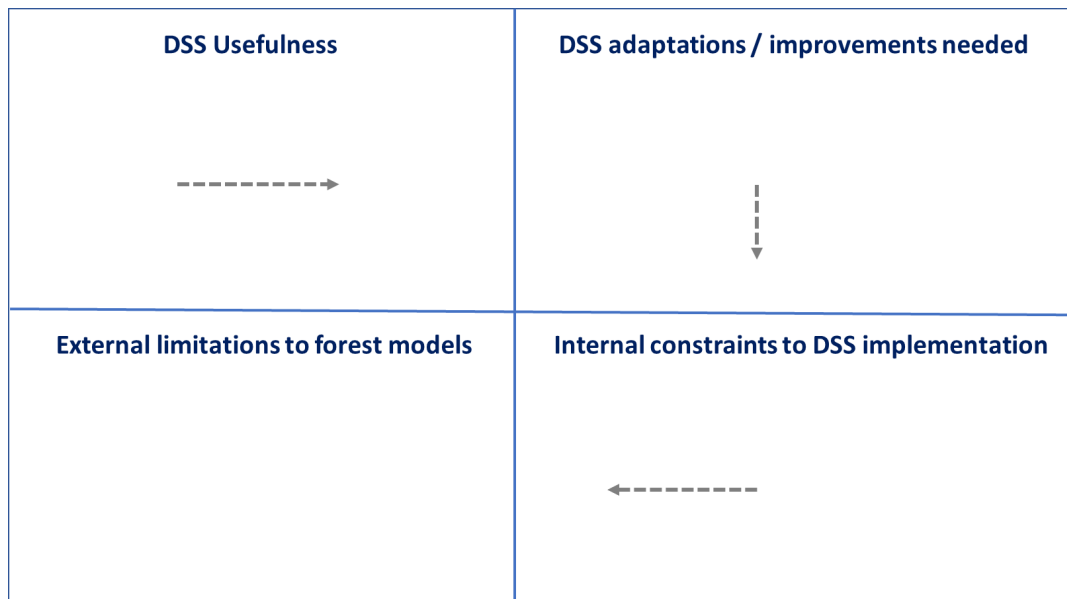 DSS Usefulness
DSS adaptations / improvements needed
External limitations to forest models
Internal constraints to DSS implementation